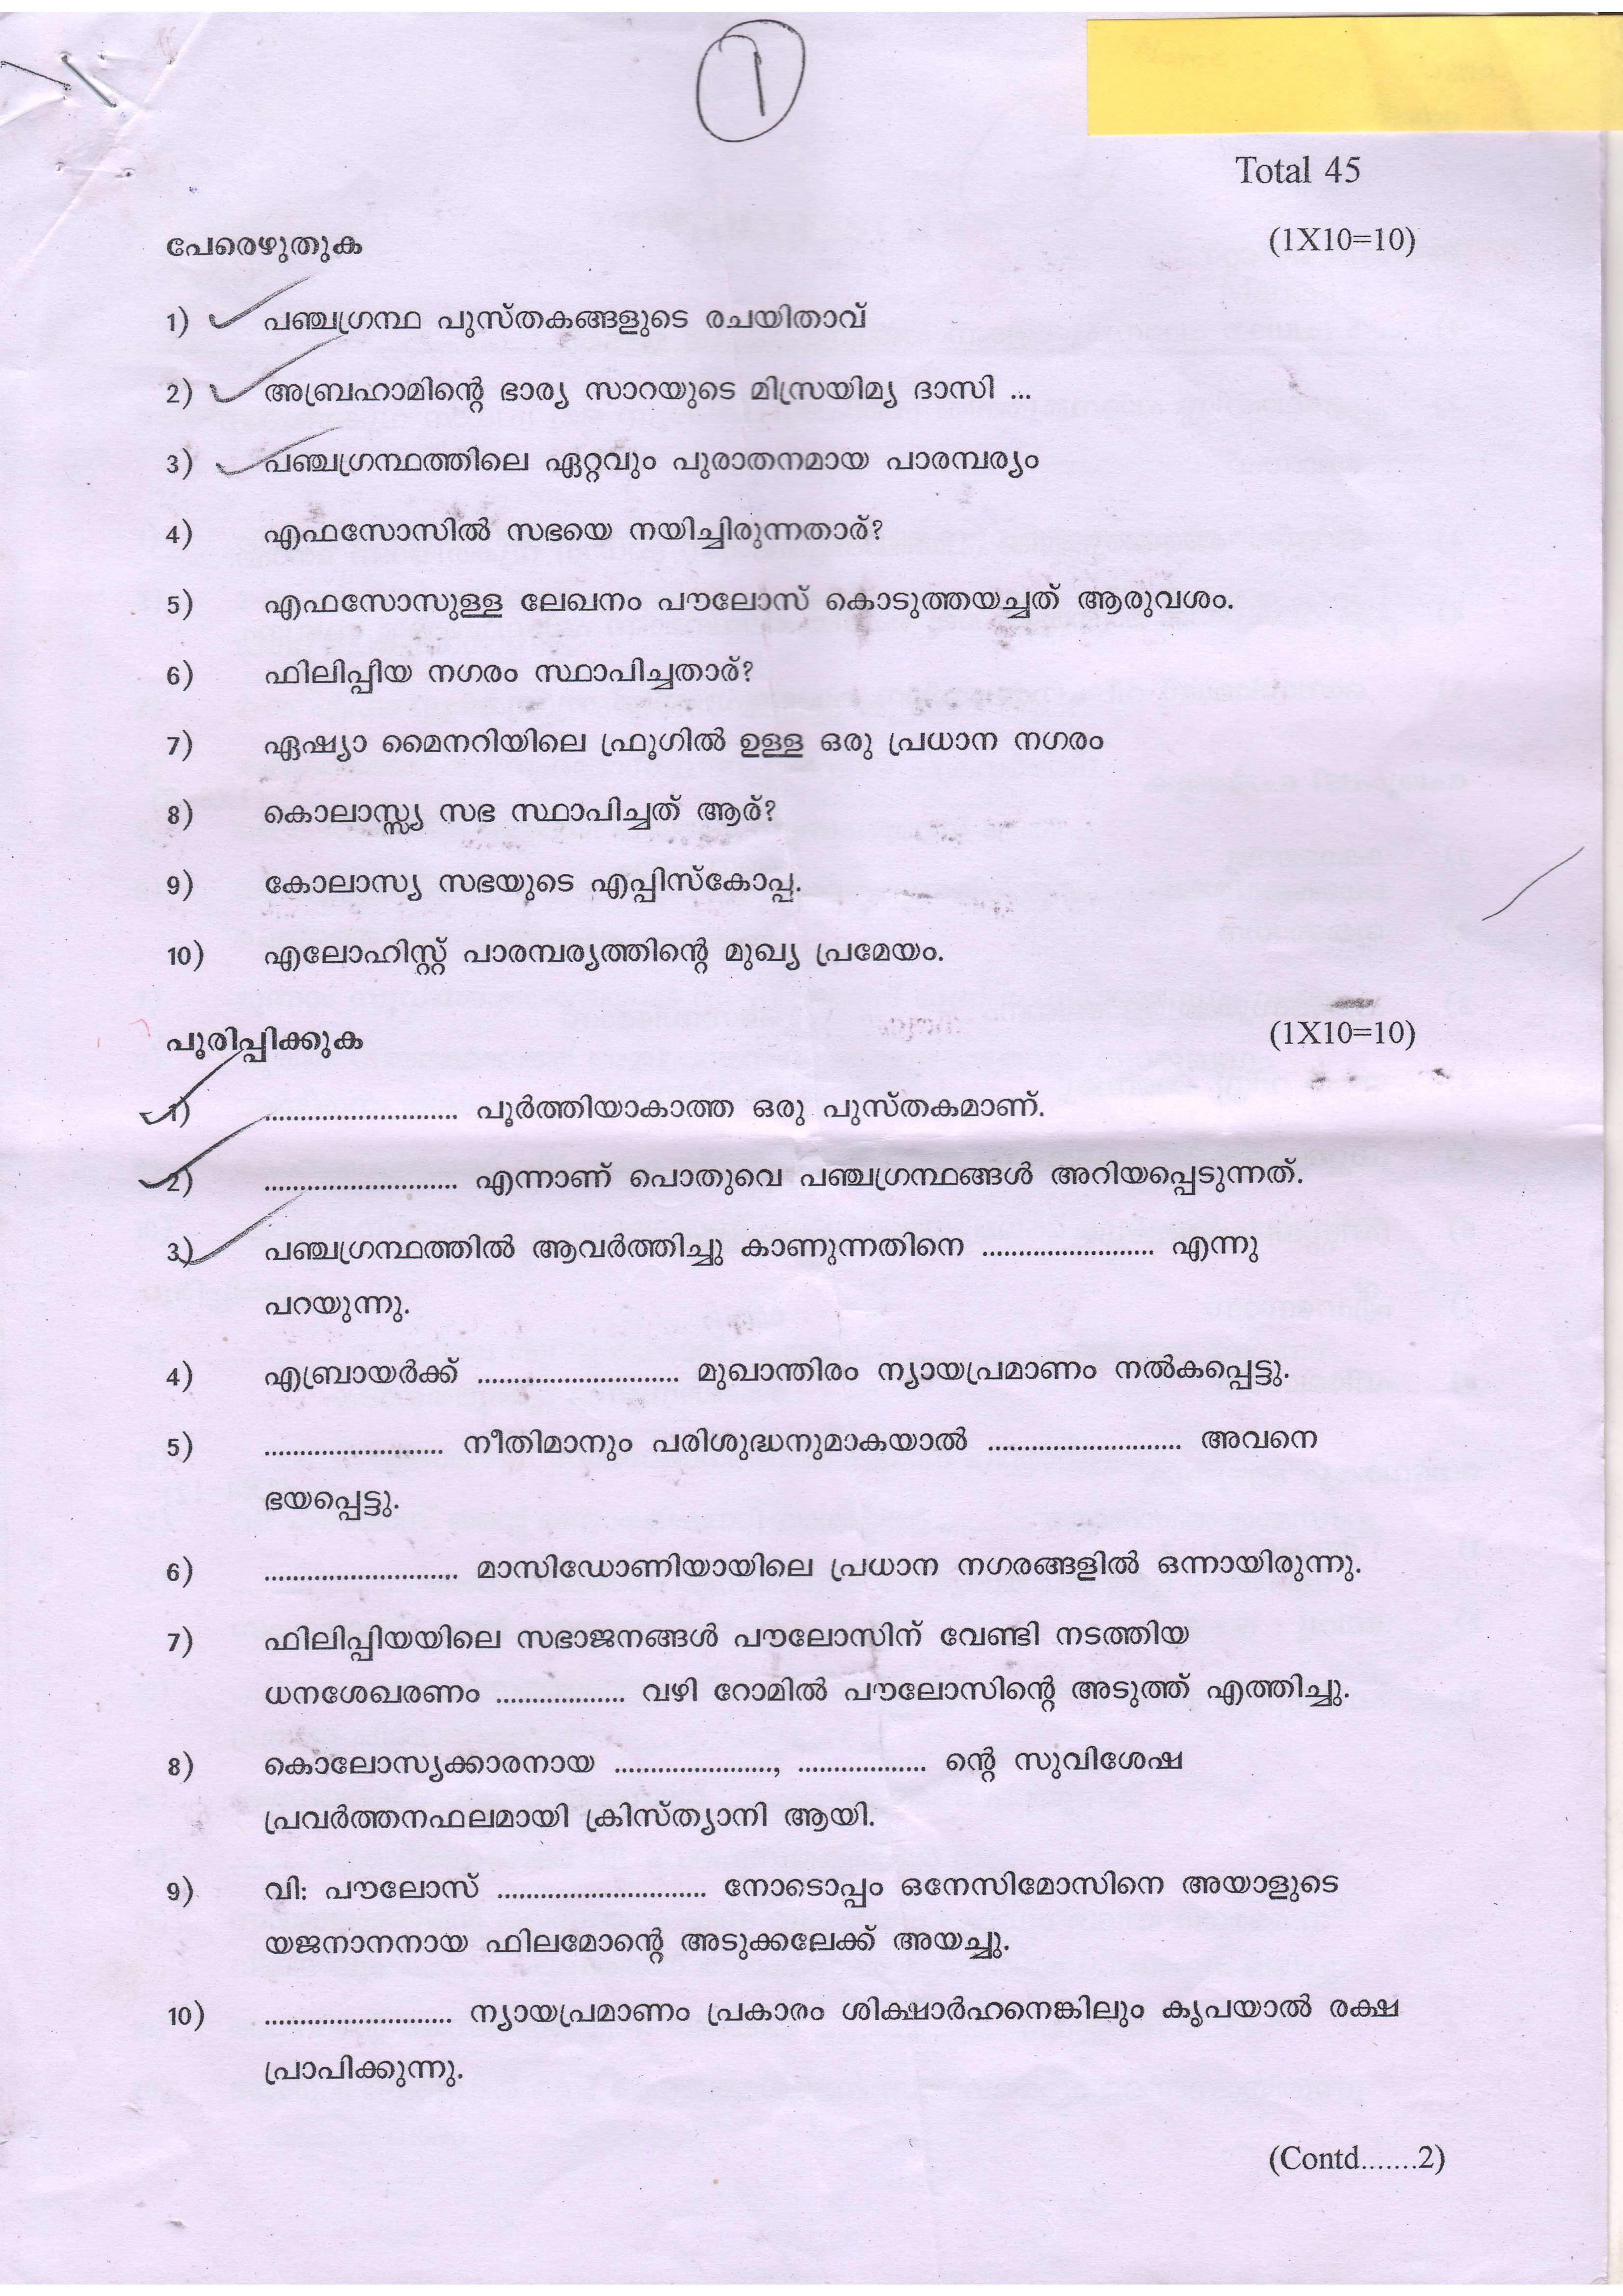 1
Total 45
പേരെഴുതുക (1X10=10)
1) പഞ്ചഗ്രന്ഥ പുസ്തകങ്ങളുടെ രചയിതാവ്
2) അബ്രഹാമിന്റെ ഭാര്യ സാറയുടെ മിസ്രയിമ്യ ദാസി ...
3) പഞ്ചഗ്രന്ഥത്തിലെ ഏറ്റവും പുരാതനമായ പാരമ്പര്യം
4) എഫസോസിൽ സഭയെ നയിച്ചിരുന്നതാര്?
5) എഫസോസുള്ള ലേഖനം പൗലോസ് കൊടുത്തയച്ചത് ആരുവശം.
6) ഫിലിപ്പിയ നഗരം സ്ഥാപിച്ചതാര്?
7) ഏഷ്യാ മൈനറിയിലെ ഫ്രൂഗിൽ ഉള്ള ഒരു പ്രധാന നഗരം
8) കൊലാസ്സ്യ സഭ സ്ഥാപിച്ചത് ആര്?
9) കോലാസ്യ സഭയുടെ എപ്പിസ്കോപ്പ.
10) എലോഹിസ്റ്റ് പാരമ്പര്യത്തിന്റെ മുഖ്യ പ്രമേയം.
പൂരിപ്പിക്കുക (1X10=10)
1) ........................... പൂർത്തിയാകാത്ത ഒരു പുസ്തകമാണ്.
2) ........................... എന്നാണ് പൊതുവെ പഞ്ചഗ്രന്ഥങ്ങൾ അറിയപ്പെടുന്നത്.
3) പഞ്ചഗ്രന്ഥത്തിൽ ആവർത്തിച്ചു കാണുന്നതിനെ ........................ എന്നു
പറയുന്നു.
4) എബ്രായർക്ക് ............................ മുഖാന്തിരം ന്യായപ്രമാണം നൽകപ്പെട്ടു.
5) ......................... നീതിമാനും പരിശുദ്ധനുമാകയാൽ ........................... അവനെ
ഭയപ്പെട്ടു.
6) ........................... മാസിഡോണിയായിലെ പ്രധാന നഗരങ്ങളിൽ ഒന്നായിരുന്നു.
7) ഫിലിപ്പിയയിലെ സഭാജനങ്ങൾ പൗലോസിന് വേണ്ടി നടത്തിയ
ധനശേഖരണം .................. വഴി റോമിൽ പൗലോസിന്റെ അടുത്ത് എത്തിച്ചു.
8) കൊലോസ്യക്കാരനായ ......................, .................. ന്റെ സുവിശേഷ
പ്രവർത്തനഫലമായി ക്രിസ്ത്യാനി ആയി.
9) വി: പൗലോസ് ............................. നോടൊപ്പം ഒനേസിമോസിനെ അയാളുടെ
യജനാനനായ ഫിലമോന്റെ അടുക്കലേക്ക് അയച്ചു.
10) .......................... ന്യായപ്രമാണം പ്രകാരം ശിക്ഷാർഹനെങ്കിലും കൃപയാൽ രക്ഷ
പ്രാപിക്കുന്നു.
(Contd.......2)